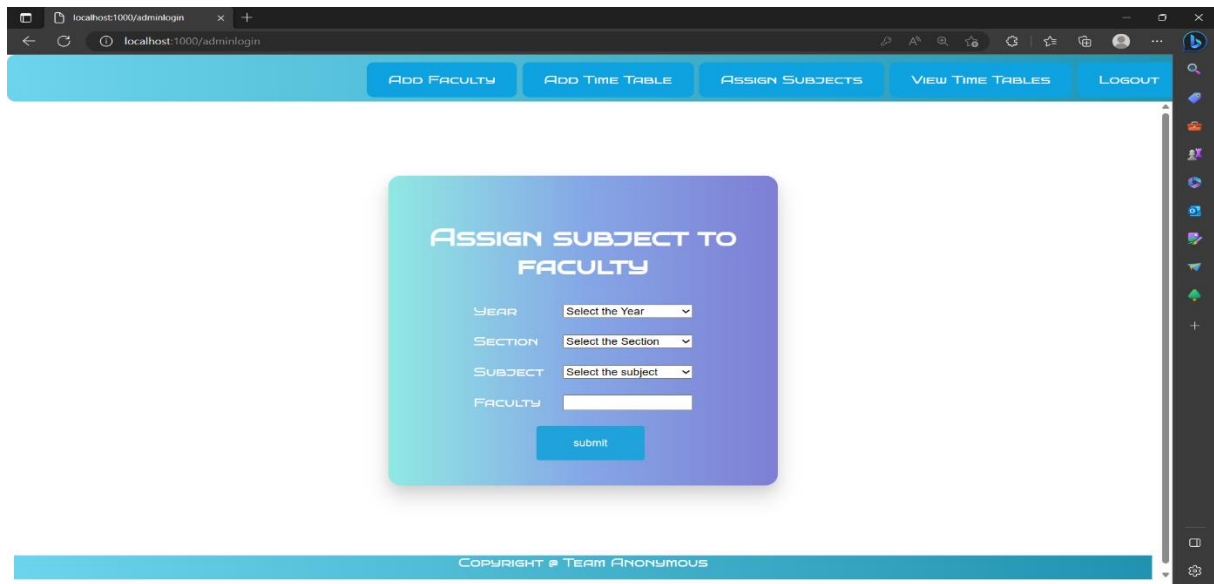 localhost:1000/adminlogin
localhost:1000/adminlogin
Add Faculty Add Time Table Assign Subjects View Time Tables Logout
Assign subject to
faculty
Year Select the Year
Section Select the Section
Subject Select the subject
Faculty
submit
Copyright @ Team Anonymous